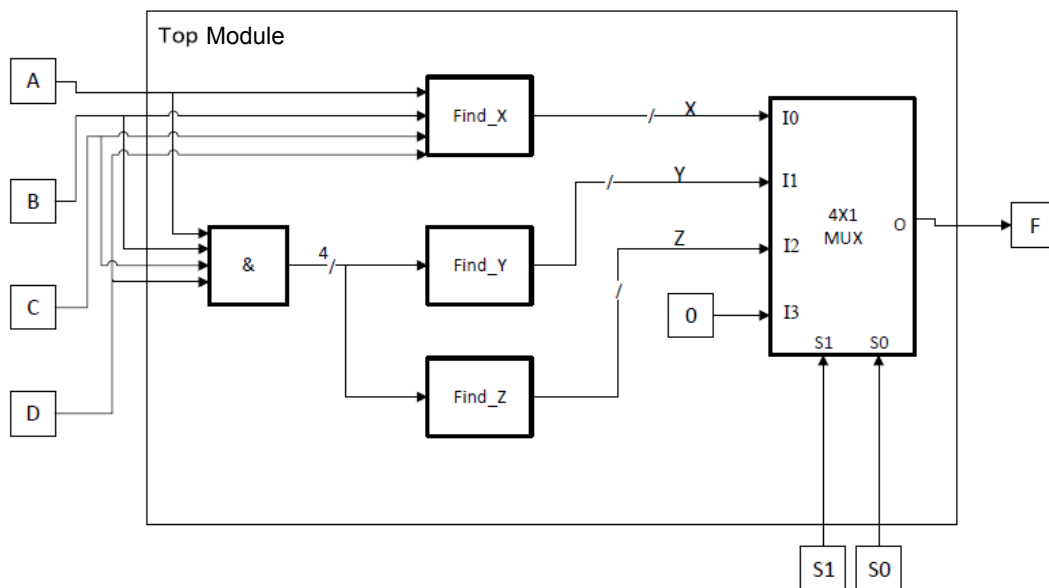 Top Module
A
Find_X
/
X
I0
B
Y
/
I1
&
4
/
Find_Y
Z
I2
4X1
MUX
O
F
/
C
0
I3
S1
S0
Find_Z
D
S1
S0